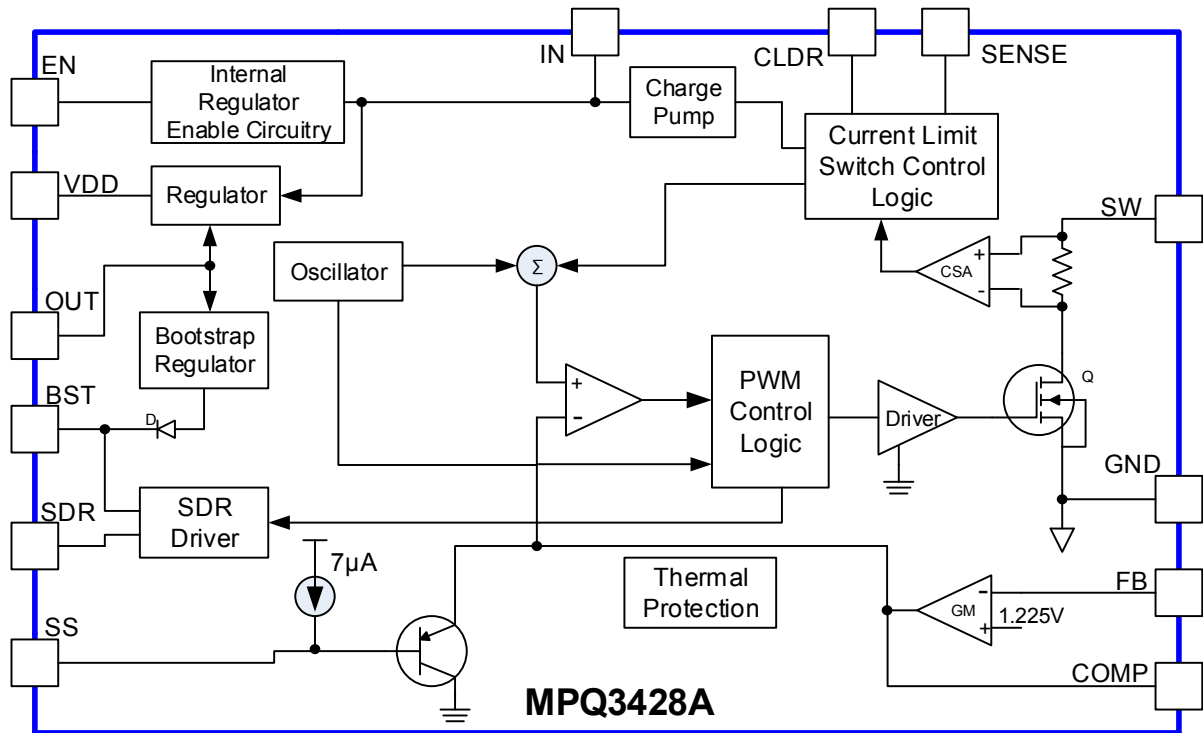 IN
CLDR
SENSE
EN
Internal
Regulator
Enable Circuitry
Charge
Pump
Current Limit
Switch Control
Logic
VDD
Regulator
SW
Oscillator
Σ
+
CSA
-
OUT
Bootstrap
Regulator
BST
D
+
-
PWM
Control
Logic
Driver
Q
GND
SDR
SDR
Driver
7µA
Thermal
Protection
FB
-
GM
+
1.225V
SS
COMP
MPQ3428A